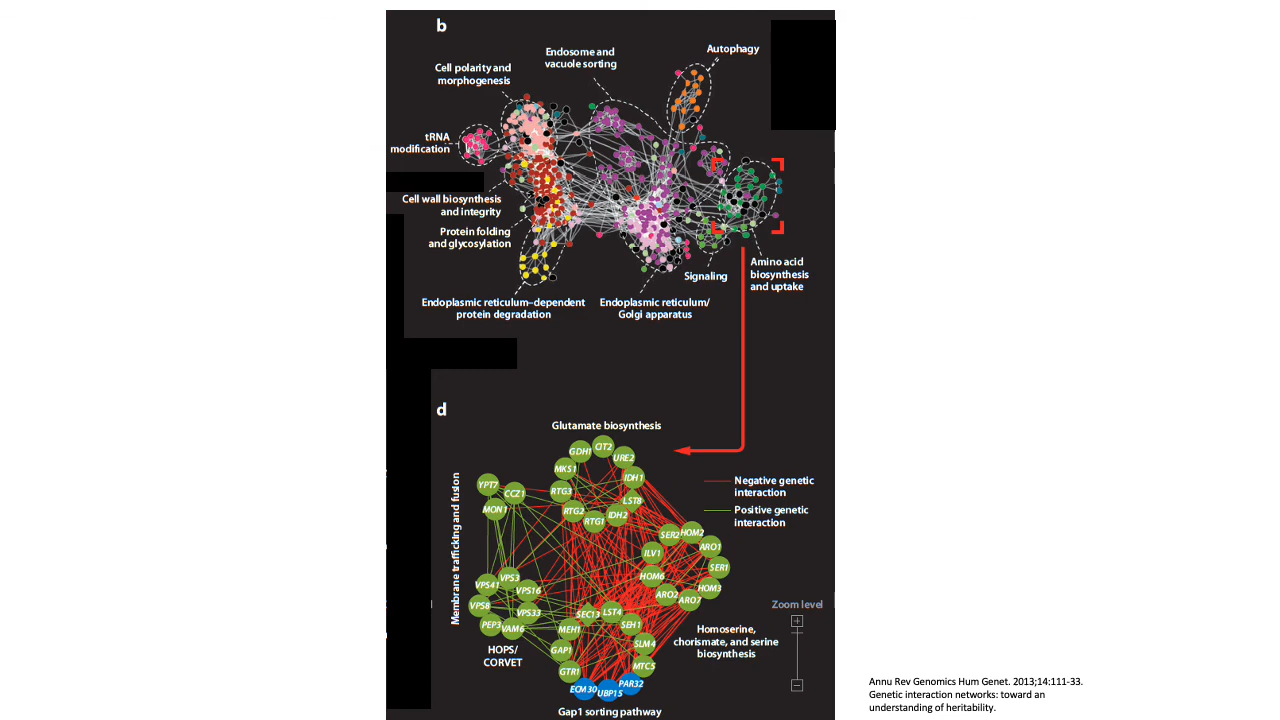 b
Autophagy
Endosome and
vacuole sorting
Cell polarity and
morphogenesis
tRNA
modification
Cell wall biosynthesis
and integrity
Protein folding
and glycosylation
Signaling
Amino acid
biosynthesis
and uptake
Endoplasmic reticulum–dependent
protein degradation
Endoplasmic reticulum/
Golgi apparatus
d
Glutamate biosynthesis
GDH1
CIT2
URE2
MKS1
IDH1
RTG3
LST8
RTG2
RTG1
IDH2
YPT7
CCZ1
MON1
Membrane trafficking and fusion
Negative genetic
interaction
Positive genetic
interaction
SER2
HOM2
ARO1
ILV1
SER1
HOM6
HOM3
ARO2
ARO7
VPS41
VPS3
VPS16
VPS8
VPS33
PEP3
VAM6
HOPS/
CORVET
SEC13
LST4
SEH1
MEH1
SLM4
GAP1
MTC5
GTR1
ECM30
UBP15
PAR32
Homoserine,
chorismate, and serine
biosynthesis
Zoom level
+
−
Gap1 sorting pathway
Annu Rev Genomics Hum Genet. 2013;14:111-33.
Genetic interaction networks: toward an
understanding of heritability.